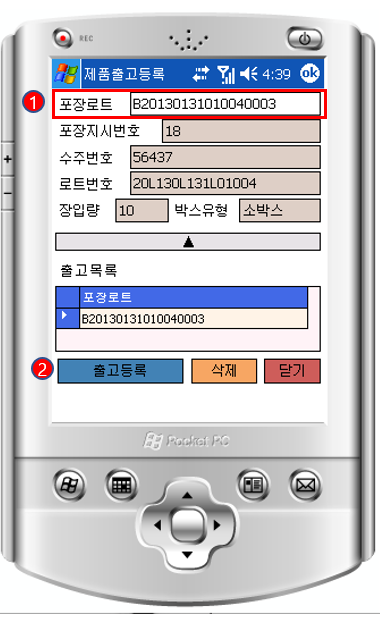 REC
제품출고등록 4:39 ok
1 포장로트 B20130131010040003
포장지시번호 18
수주번호 56437
로트번호 20L130L131L01004
장입량 10 박스유형 소박스
▲
출고목록
포장로트
B20130131010040003
2 출고등록 삭제 닫기
Pocket PC